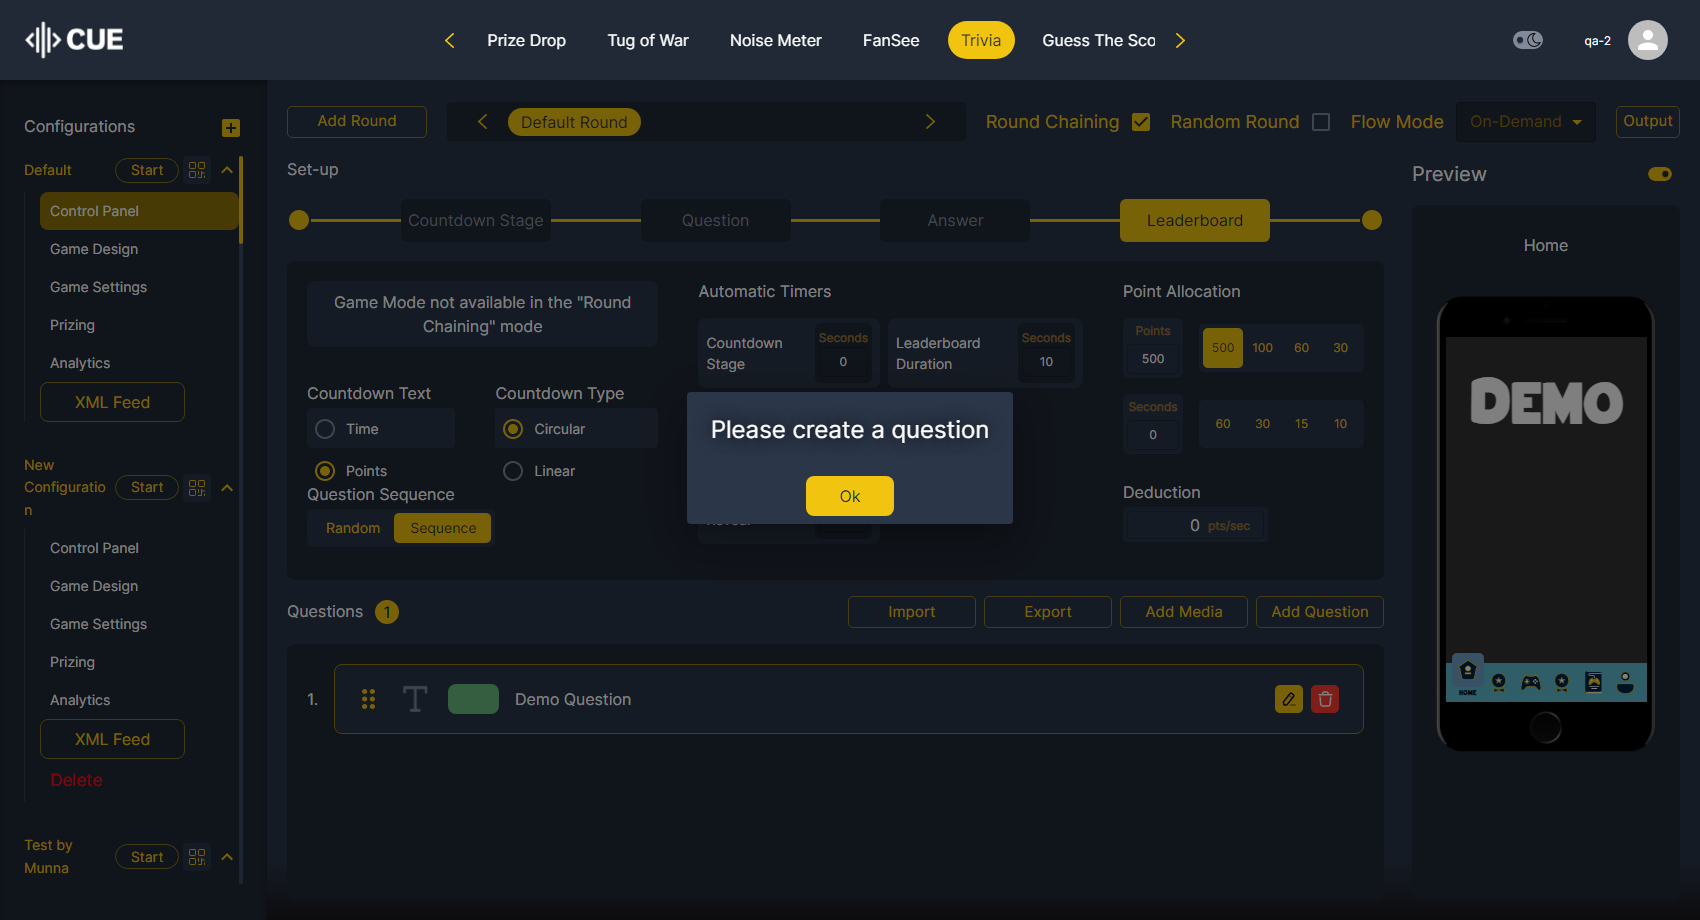 CUE
Prize Drop
Tug of War
Noise Meter
FanSee
Trivia
Guess The Sco
qa-2
Configurations
Default
Start
Control Panel
Game Design
Game Settings
Prizing
Analytics
XML Feed
New
Configuratio
n
Start
Control Panel
Game Design
Game Settings
Prizing
Analytics
XML Feed
Delete
Test by
Munna
Start
Add Round
Default Round
Round Chaining
Random Round
Flow Mode
On-Demand
Output
Set-up
Countdown Stage
Question
Answer
Leaderboard
Game Mode not available in the "Round
Chaining" mode
Countdown Text
Time
Points
Countdown Type
Circular
Linear
Question Sequence
Random
Sequence
Automatic Timers
Countdown
Stage
Seconds
0
Leaderboard
Duration
Seconds
10
Point Allocation
Points
500
500
100
60
30
Seconds
0
60
30
15
10
Deduction
0 pts/sec
Please create a question
Ok
Questions
1
Import
Export
Add Media
Add Question
1.
T
Demo Question
Preview
Home
DEMO
HOME